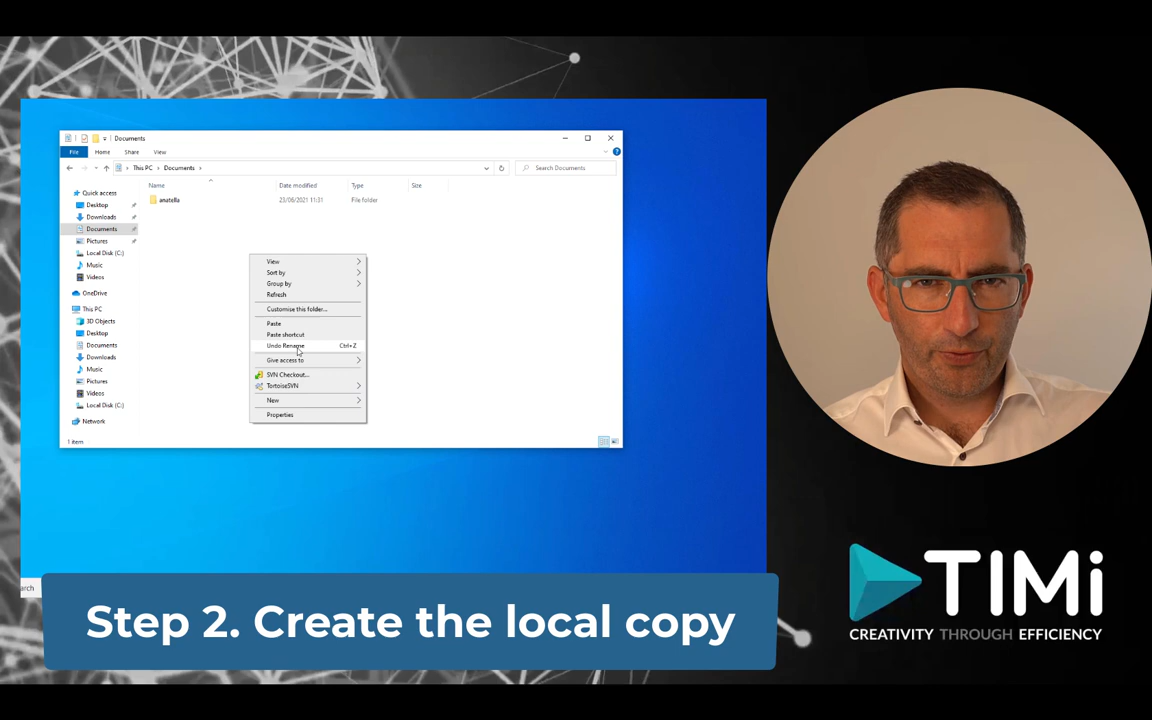 Documents
File Home Share View
This PC > Documents >
Search Documents
Name Date modified Type Size
anatella 23/06/2021 11:31 File folder
Quick access
Desktop
Downloads
Documents
Pictures
Local Disk (C:)
Music
Videos
OneDrive
This PC
3D Objects
Desktop
Documents
Downloads
Music
Pictures
Videos
Local Disk (C:)
Network
1 item
View
Sort by
Group by
Refresh
Customise this folder...
Paste
Paste shortcut
Undo Rename Ctrl+Z
Give access to
SVN Checkout...
TortoiseSVN
New
Properties
arch
Step 2. Create the local copy
TIMi
CREATIVITY THROUGH EFFICIENCY